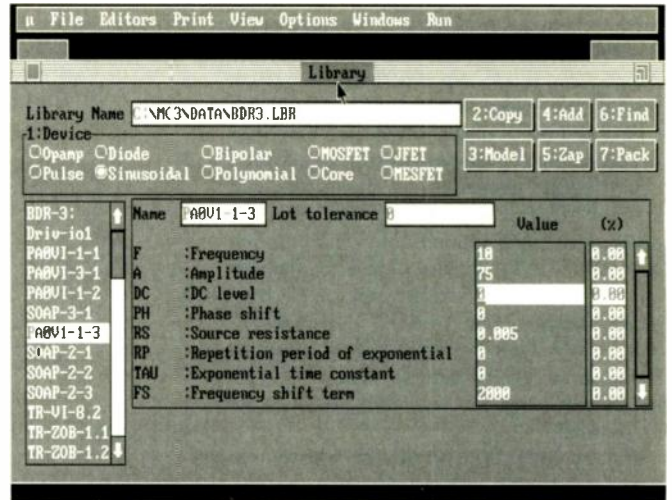 µ File Editors Print View Options Windows Run
Library
Library Name C:\MC3\DATA\BDR3.LBR
2:Copy 4:Add 6:Find
1:Device
Opamp Diode Bipolar MOSFET JFET
3:Model 5:Zap 7:Pack
Pulse Sinusoidal Polynomial Core MESFET
BDR-3:
Driv-io1
PA0VI-1-1
PA0VI-3-1
PA0VI-1-2
SOAP-3-1
PA0V1-1-3
SOAP-2-1
SOAP-2-2
SOAP-2-3
TR-VI-8.2
TR-ZOB-1.1
TR-ZOB-1.2
Name PA0V1-1-3 Lot tolerance 0
Value (%)
F :Frequency 10 0.00
A :Amplitude 75 0.00
DC :DC level 0 0.00
PH :Phase shift 0 0.00
RS :Source resistance 0.005 0.00
RP :Repetition period of exponential 0 0.00
TAU :Exponential time constant 0 0.00
FS :Frequency shift term 2000 0.00